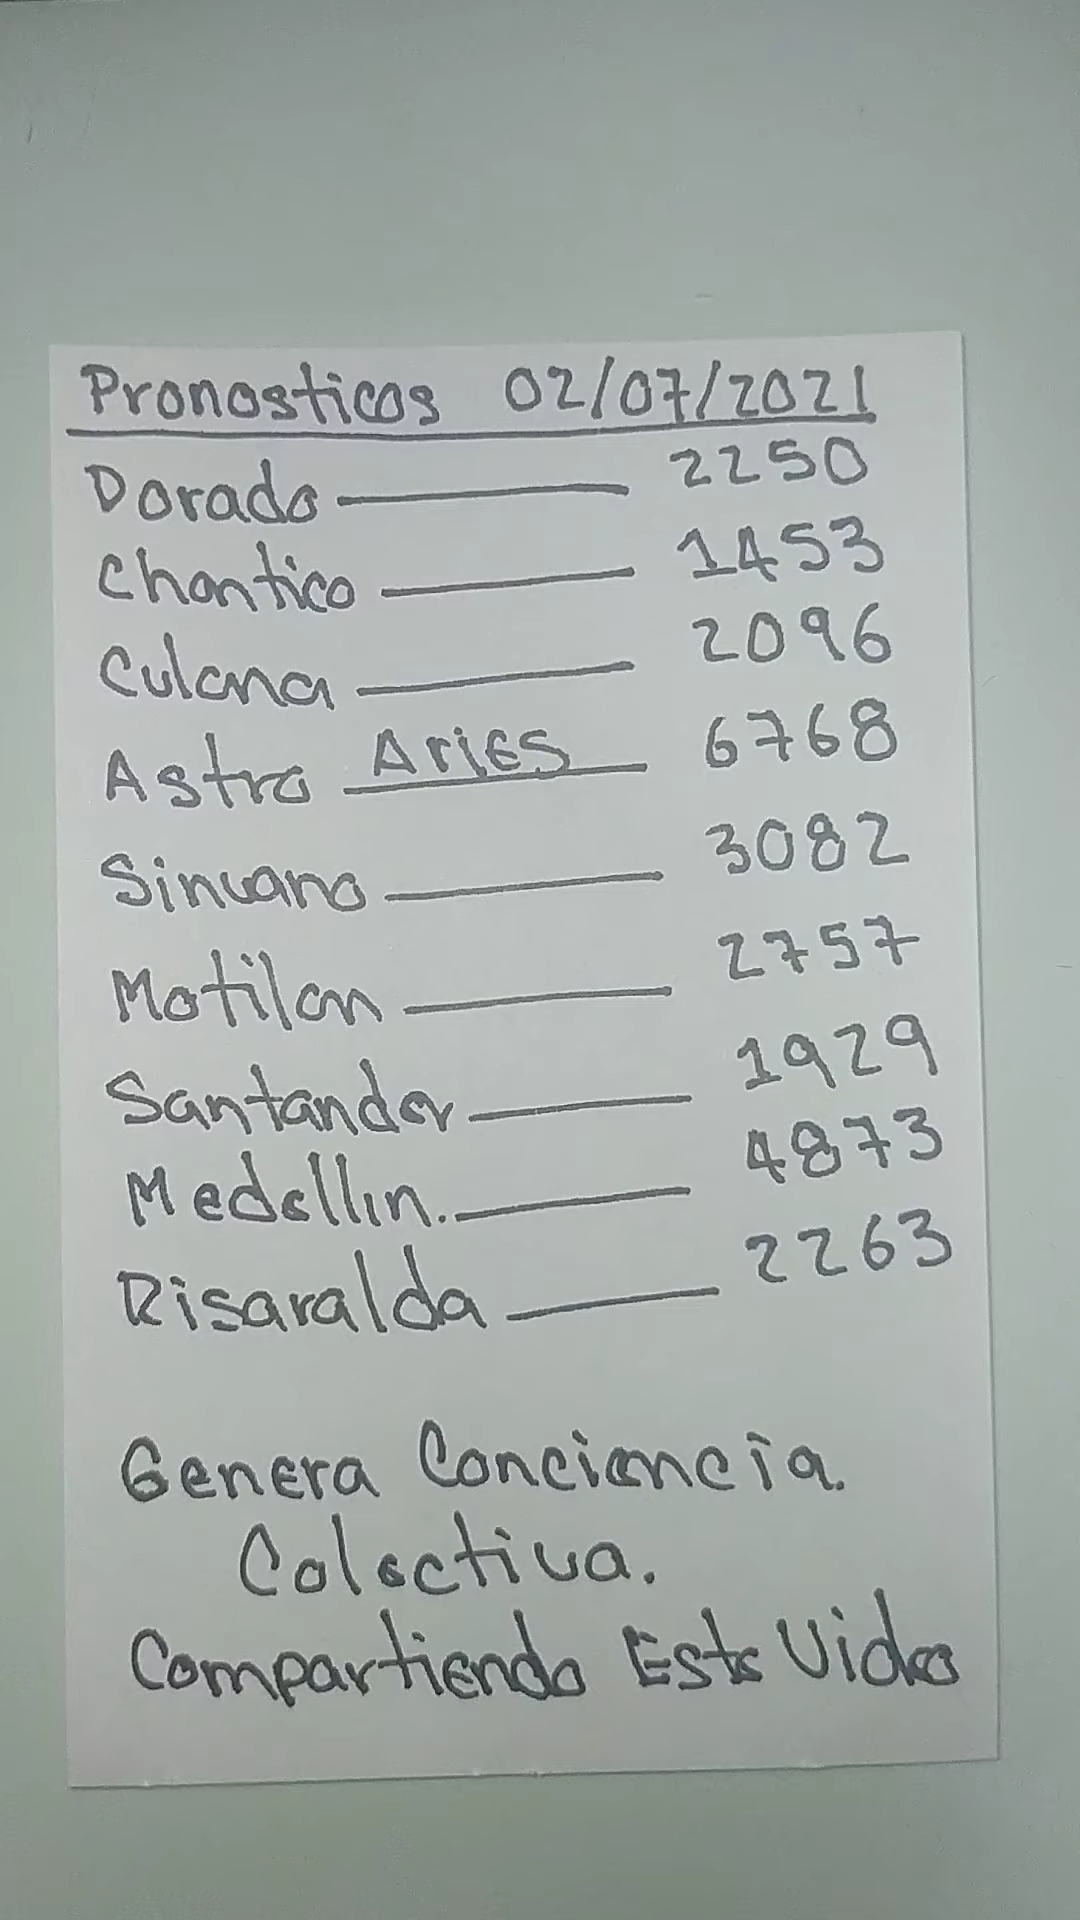 Pronosticos 02/07/2021
Dorado 2250
Chontico 1453
Culona 2096
Astro Aries 6768
Sinuano 3082
Motilon 2757
Santander 1929
Medellin. 4873
Risaralda 2263
Genera Conciencia.
Colectiva.
Compartiendo Este Video